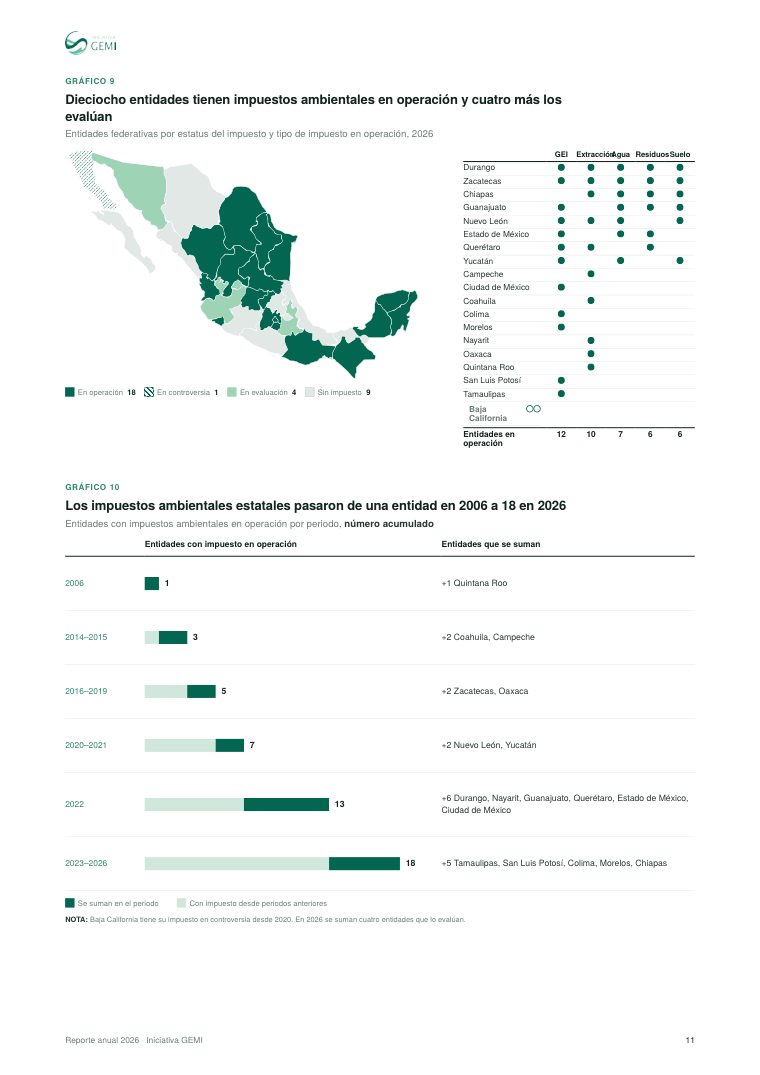 GEMI
GRÁFICO 9
Dieciocho entidades tienen impuestos ambientales en operación y cuatro más los
evalúan
Entidades federativas por estatus del impuesto y tipo de impuesto en operación, 2026
GEI Extracción Agua Residuos Suelo
Durango
Zacatecas
Chiapas
Guanajuato
Nuevo León
Estado de México
Querétaro
Yucatán
Campeche
Ciudad de México
Coahuila
Colima
Morelos
Nayarit
Oaxaca
Quintana Roo
San Luis Potosí
Tamaulipas
Baja
California
Entidades en 12 10 7 6 6
operación
En operación 18 En controversia 1 En evaluación 4 Sin impuesto 9
GRÁFICO 10
Los impuestos ambientales estatales pasaron de una entidad en 2006 a 18 en 2026
Entidades con impuestos ambientales en operación por periodo, número acumulado
Entidades con impuesto en operación Entidades que se suman
2006 1 +1 Quintana Roo
2014–2015 3 +2 Coahuila, Campeche
2016–2019 5 +2 Zacatecas, Oaxaca
2020–2021 7 +2 Nuevo León, Yucatán
2022 13 +6 Durango, Nayarit, Guanajuato, Querétaro, Estado de México,
Ciudad de México
2023–2026 18 +5 Tamaulipas, San Luis Potosí, Colima, Morelos, Chiapas
Se suman en el periodo Con impuesto desde periodos anteriores
NOTA: Baja California tiene su impuesto en controversia desde 2020. En 2026 se suman cuatro entidades que lo evalúan.
Reporte anual 2026 · Iniciativa GEMI 11